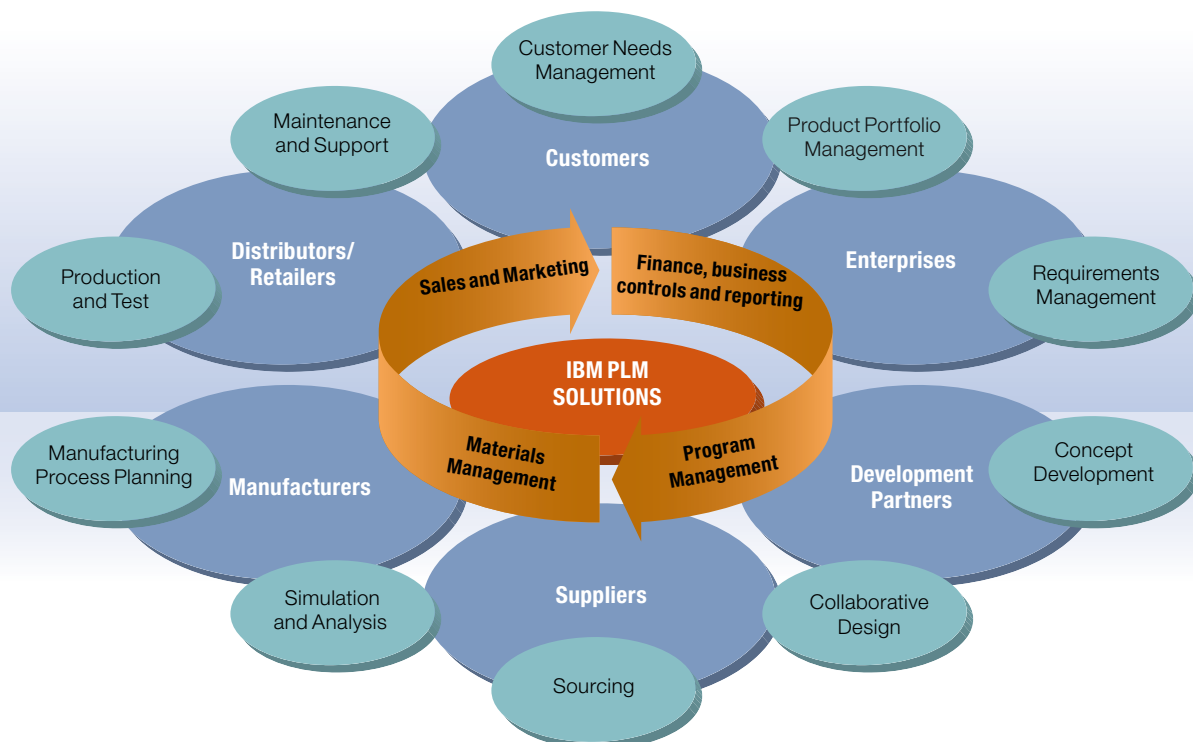 Customer Needs
Management
Maintenance
and Support
Product Portfolio
Management
Customers
Distributors/
Retailers
Enterprises
Production
and Test
Requirements
Management
Sales and Marketing
Finance, business
controls and reporting
IBM PLM
SOLUTIONS
Materials
Management
Program
Management
Manufacturing
Process Planning
Manufacturers
Development
Partners
Concept
Development
Simulation
and Analysis
Suppliers
Collaborative
Design
Sourcing